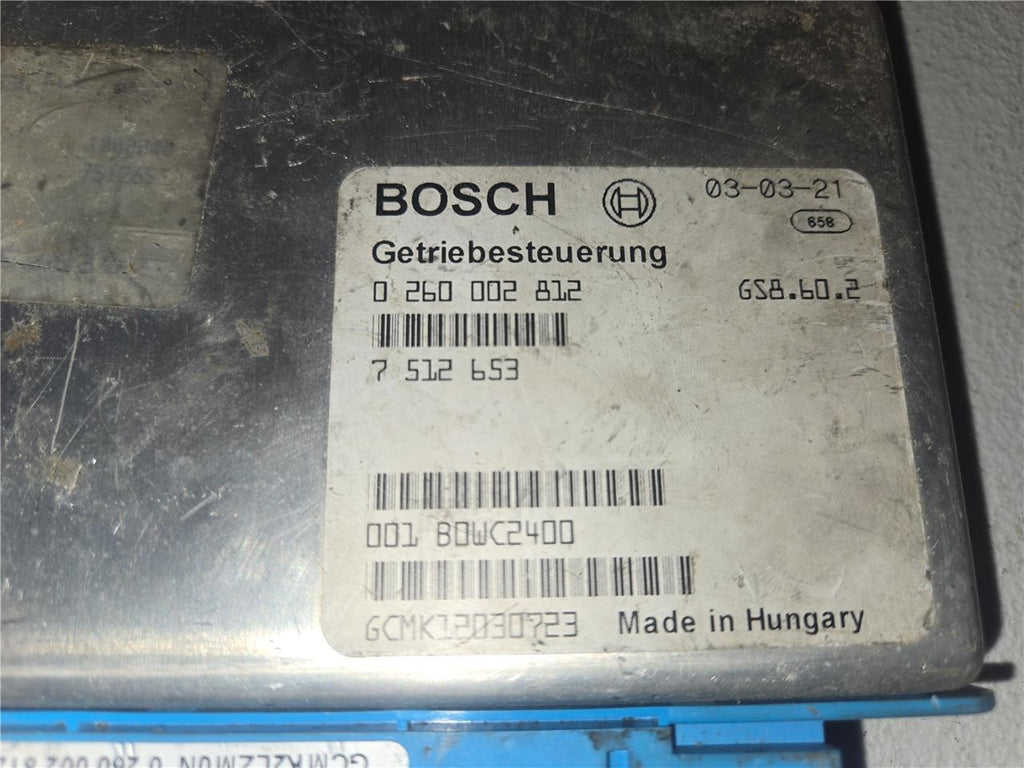 BOSCH 03-03-21
658
Getriebesteuerung
0 260 002 812 GS8.60.2
7 512 653
001 B0WC2400
GCMK12030723 Made in Hungary